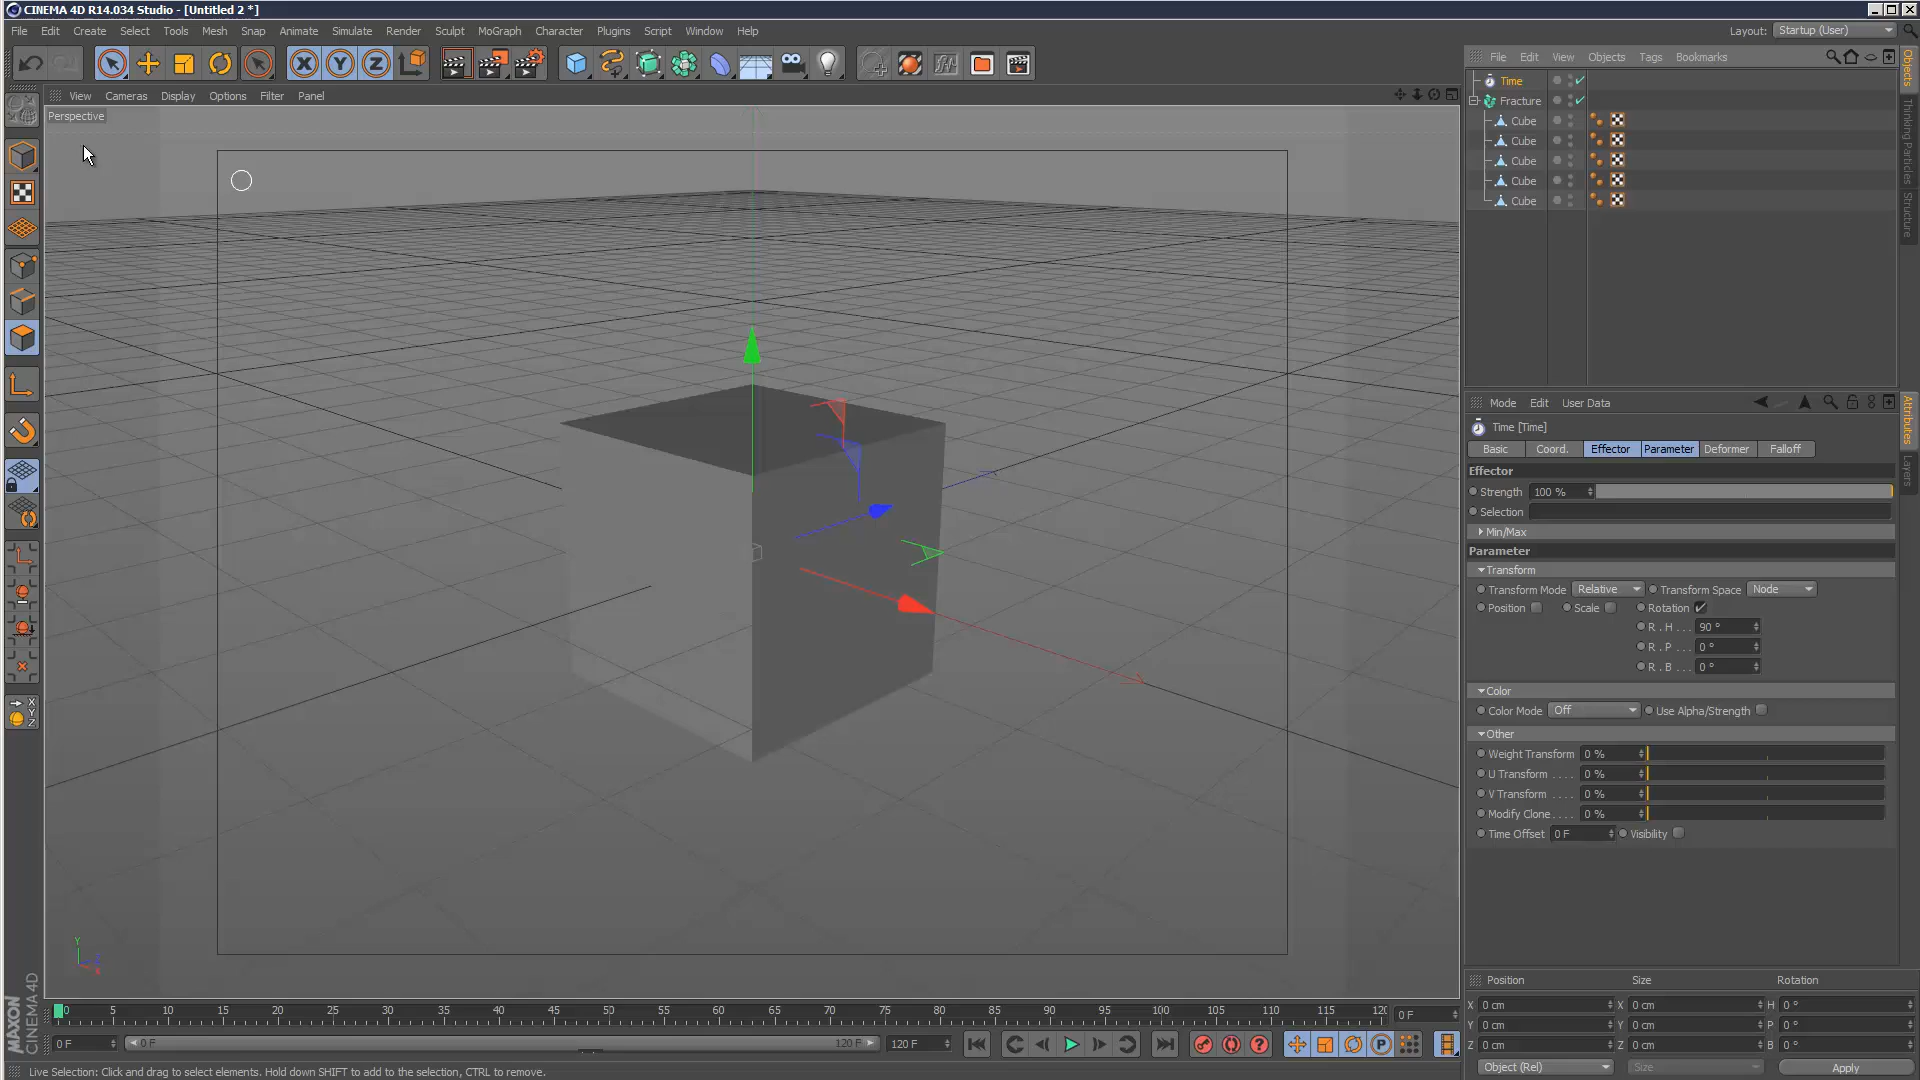 CINEMA 4D R14.034 Studio - [Untitled 2 *]
File Edit Create Select Tools Mesh Snap Animate Simulate Render Sculpt MoGraph Character Plugins Script Window Help
Layout: Startup (User)
File Edit View Objects Tags Bookmarks
View Cameras Display Options Filter Panel
Perspective
Time
Fracture
Cube
Cube
Cube
Cube
Cube
Objects
Thinking Particles
Structure
Mode Edit User Data
Attributes
Layers
Time [Time]
Basic Coord. Effector Parameter Deformer Falloff
Effector
Strength 100 %
Selection
Min/Max
Parameter
Transform
Transform Mode Relative Transform Space Node
Position Scale Rotation
R . H . . . 90 °
R . P . . . 0 °
R . B . . . 0 °
Color
Color Mode Off Use Alpha/Strength
Other
Weight Transform 0 %
U Transform . . . . 0 %
V Transform . . . . 0 %
Modify Clone. . . . 0 %
Time Offset 0 F Visibility
Y
Z
X
X
Y
Z
MAXON
CINEMA 4D
0 5 10 15 20 25 30 35 40 45 50 55 60 65 70 75 80 85 90 95 100 105 110 115 120 0 F
0 F 0 F 120 F 120 F
Position Size Rotation
X 0 cm X 0 cm H 0 °
Y 0 cm Y 0 cm P 0 °
Z 0 cm Z 0 cm B 0 °
Object (Rel) Size Apply
Live Selection: Click and drag to select elements. Hold down SHIFT to add to the selection, CTRL to remove.